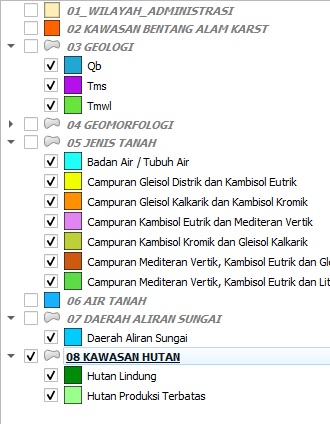 01_WILAYAH_ADMINISTRASI
02 KAWASAN BENTANG ALAM KARST
03 GEOLOGI
Qb
Tms
Tmwl
04 GEOMORFOLOGI
05 JENIS TANAH
Badan Air / Tubuh Air
Campuran Gleisol Distrik dan Kambisol Eutrik
Campuran Gleisol Kalkarik dan Kambisol Kromik
Campuran Kambisol Eutrik dan Mediteran Vertik
Campuran Kambisol Kromik dan Gleisol Kalkarik
Campuran Mediteran Vertik, Kambisol Eutrik dan Gle
Campuran Mediteran Vertik, Kambisol Eutrik dan Lit
06 AIR TANAH
07 DAERAH ALIRAN SUNGAI
Daerah Aliran Sungai
08 KAWASAN HUTAN
Hutan Lindung
Hutan Produksi Terbatas